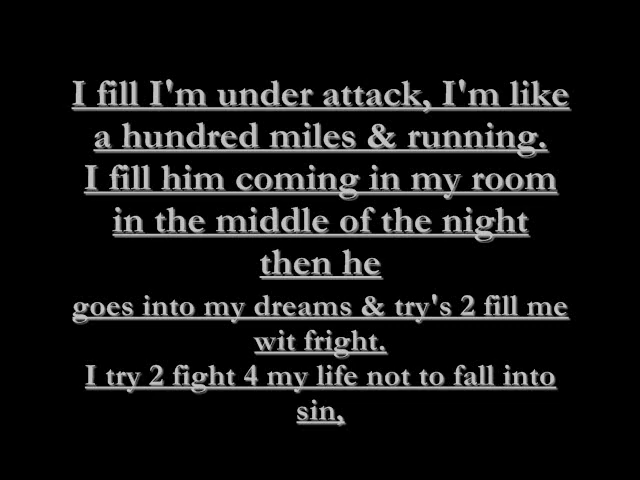 I fill I'm under attack, I'm like
a hundred miles & running.
I fill him coming in my room
in the middle of the night
then he
goes into my dreams & try's 2 fill me
wit fright.
I try 2 fight 4 my life not to fall into
sin,